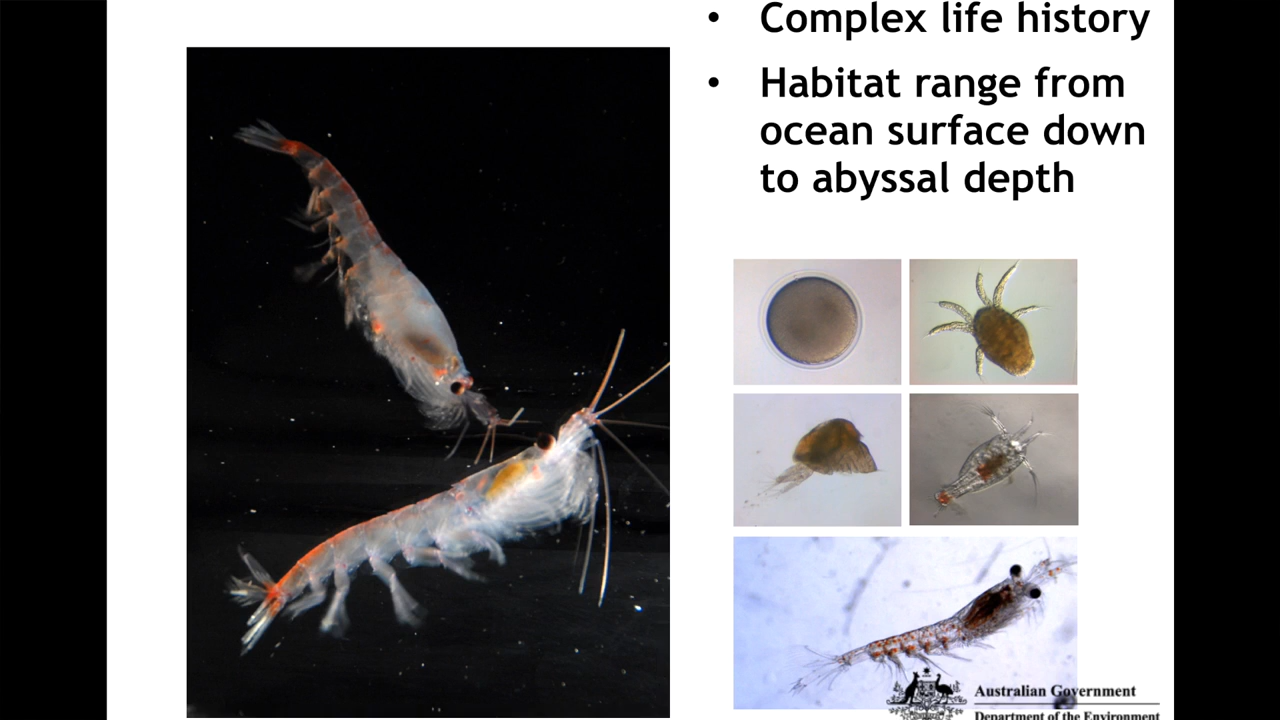 • Complex life history
• Habitat range from
ocean surface down
to abyssal depth
Australian Government
Department of the Environment